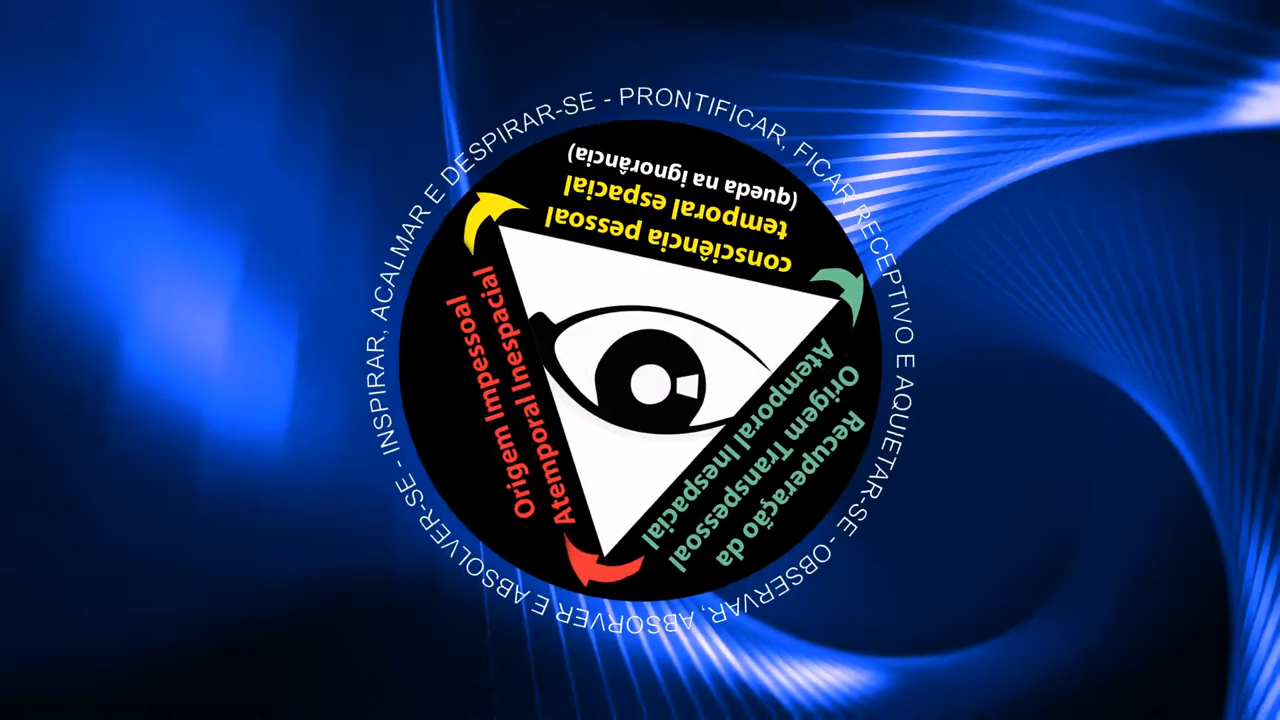 INSPIRAR, ACALMAR E DESPIRAR-SE - PRONTIFICAR, FICAR RECEPTIVO E AQUIETAR-SE - OBSERVAR, ABSORVER E ABSOLVER-SE -
Origem Impessoal
Atemporal Inespacial
consciência pessoal
temporal espacial
(queda na ignorância)
Recuperação da
Origem Transpessoal
Atemporal Inespacial